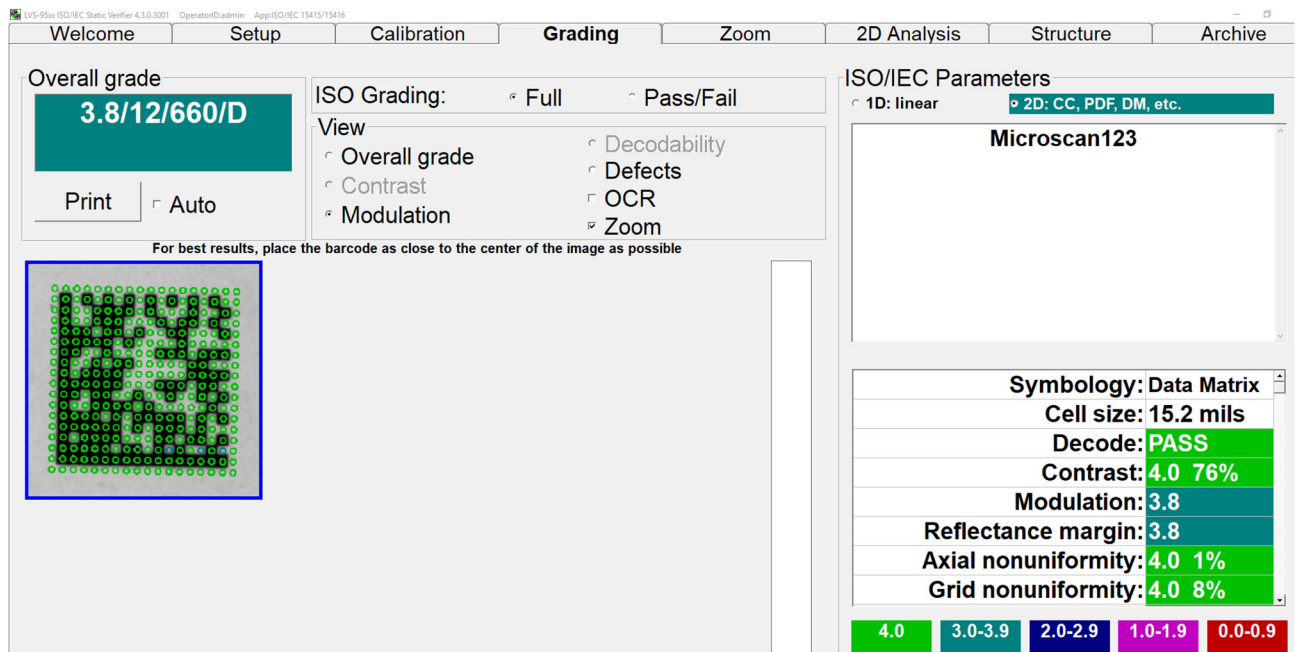 LVS-95xx ISO/IEC Static Verifier 4.3.0.3001 OperatorID:admin App:ISO/IEC 15415/15416
Welcome Setup Calibration Grading Zoom 2D Analysis Structure Archive
Overall grade
3.8/12/660/D
Print Auto
ISO Grading: Full Pass/Fail
View
Overall grade
Contrast
Modulation
Decodability
Defects
OCR
Zoom
For best results, place the barcode as close to the center of the image as possible
ISO/IEC Parameters
1D: linear 2D: CC, PDF, DM, etc.
Microscan123
Symbology: Data Matrix
Cell size: 15.2 mils
Decode: PASS
Contrast: 4.0 76%
Modulation: 3.8
Reflectance margin: 3.8
Axial nonuniformity: 4.0 1%
Grid nonuniformity: 4.0 8%
4.0 3.0-3.9 2.0-2.9 1.0-1.9 0.0-0.9